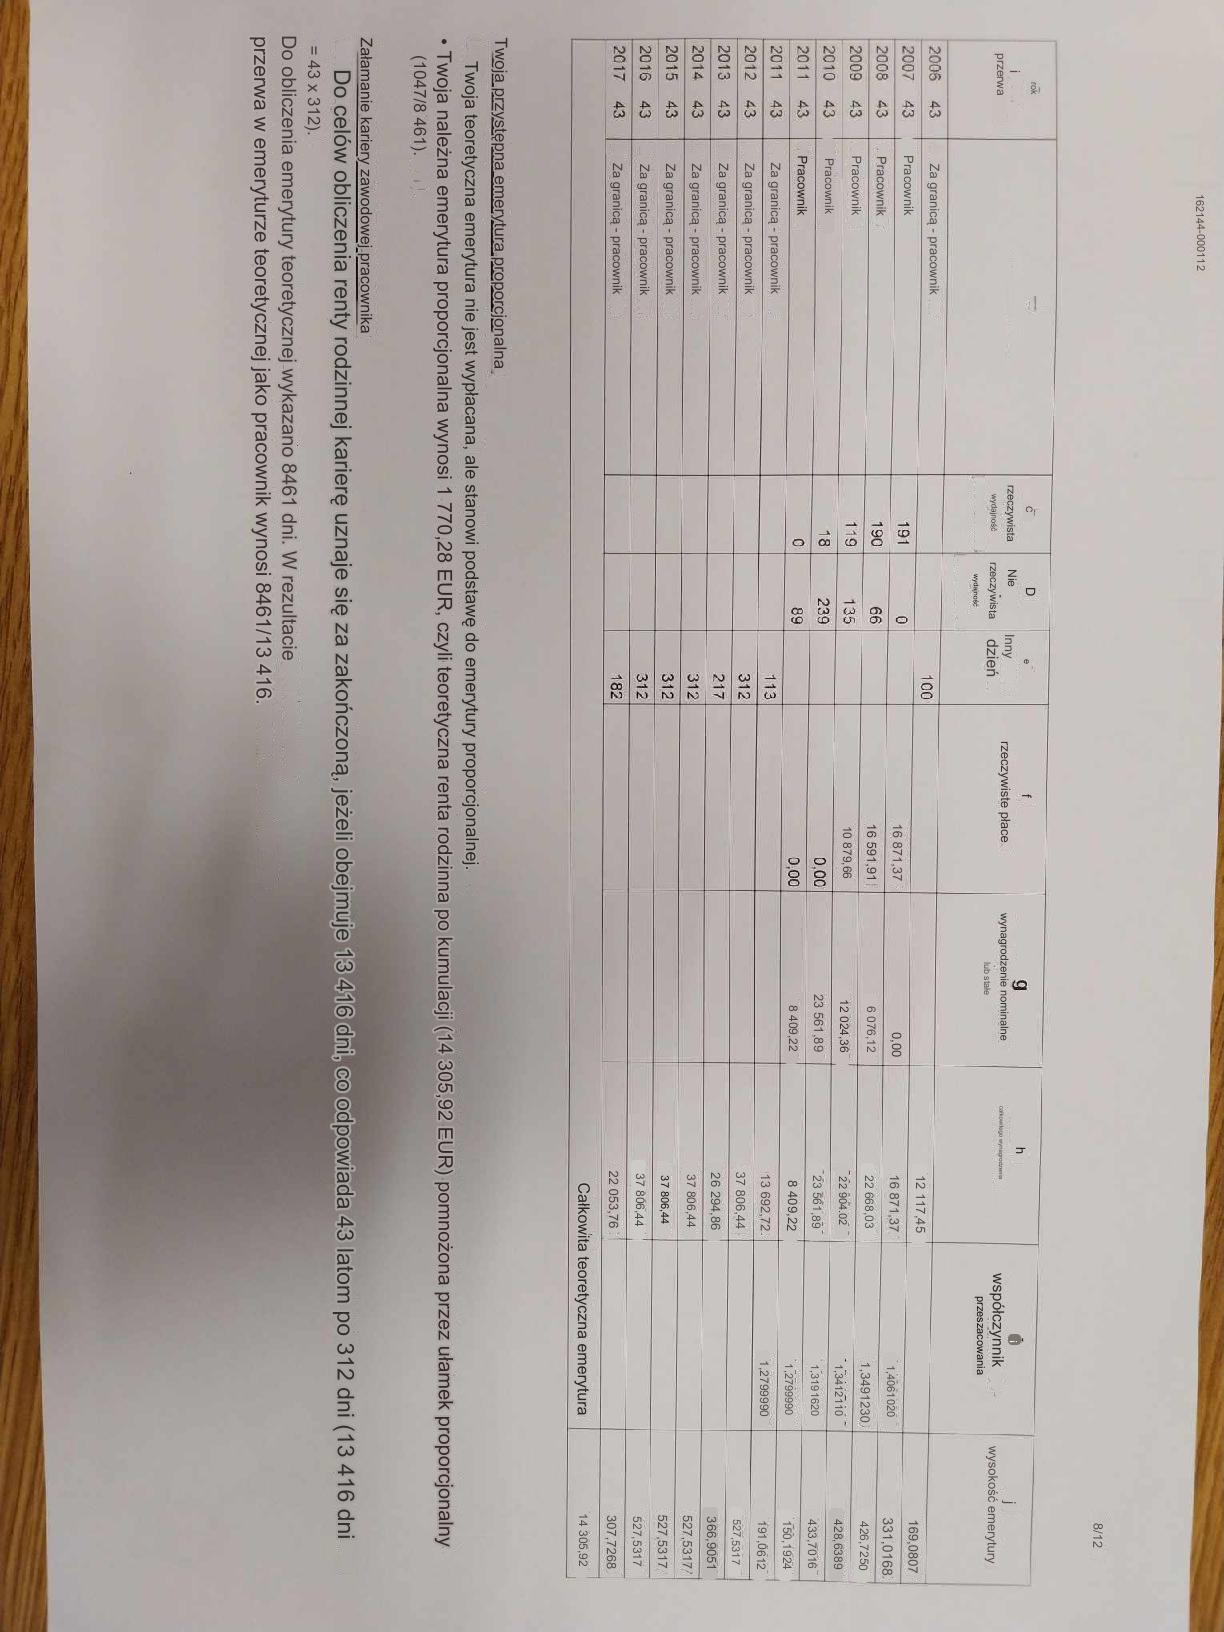 162144-000112
8/12
rok
i
przerwa
c
rzeczywista
wydajność
D
Nie
rzeczywista
wydajność
e
Inny
dzień
f
rzeczywiste płace
g
wynagrodzenie nominalne
lub stałe
h
całkowitego wynagrodzenia
współczynnik
przeszacowania
j
wysokość emerytury
2006 43 Za granicą - pracownik 100 12 117,45 169,0807
2007 43 Pracownik 191 0 16 871,37 0,00 16 871,37 1,4061020 331,0168
2008 43 Pracownik 190 66 16 591,91 6 076,12 22 668,03 1,3491230 426,7250
2009 43 Pracownik 119 135 10 879,66 12 024,36 22 904,02 1,3412110 428,6389
2010 43 Pracownik 18 239 0,00 23 561,89 23 561,89 1,3191620 433,7016
2011 43 Pracownik 0 89 0,00 8 409,22 8 409,22 1,2799990 150,1924
2011 43 Za granicą - pracownik 113 13 692,72 1,2799990 191,0612
2012 43 Za granicą - pracownik 312 37 806,44 527,5317
2013 43 Za granicą - pracownik 217 26 294,86 366,9051
2014 43 Za granicą - pracownik 312 37 806,44 527,5317
2015 43 Za granicą - pracownik 312 37 806,44 527,5317
2016 43 Za granicą - pracownik 312 37 806,44 527,5317
2017 43 Za granicą - pracownik 182 22 053,76 307,7268
Całkowita teoretyczna emerytura 14 305,92
Twoja przystępna emerytura proporcjonalna
Twoja teoretyczna emerytura nie jest wypłacana, ale stanowi podstawę do emerytury proporcjonalnej.
• Twoja należna emerytura proporcjonalna wynosi 1 770,28 EUR, czyli teoretyczna renta rodzinna po kumulacji (14 305,92 EUR) pomnożona przez ułamek proporcjonalny
(1047/8 461).
Załamanie kariery zawodowej pracownika
Do celów obliczenia renty rodzinnej karierę uznaje się za zakończoną, jeżeli obejmuje 13 416 dni, co odpowiada 43 latom po 312 dni (13 416 dni
= 43 x 312).
Do obliczenia emerytury teoretycznej wykazano 8461 dni. W rezultacie
przerwa w emeryturze teoretycznej jako pracownik wynosi 8461/13 416.